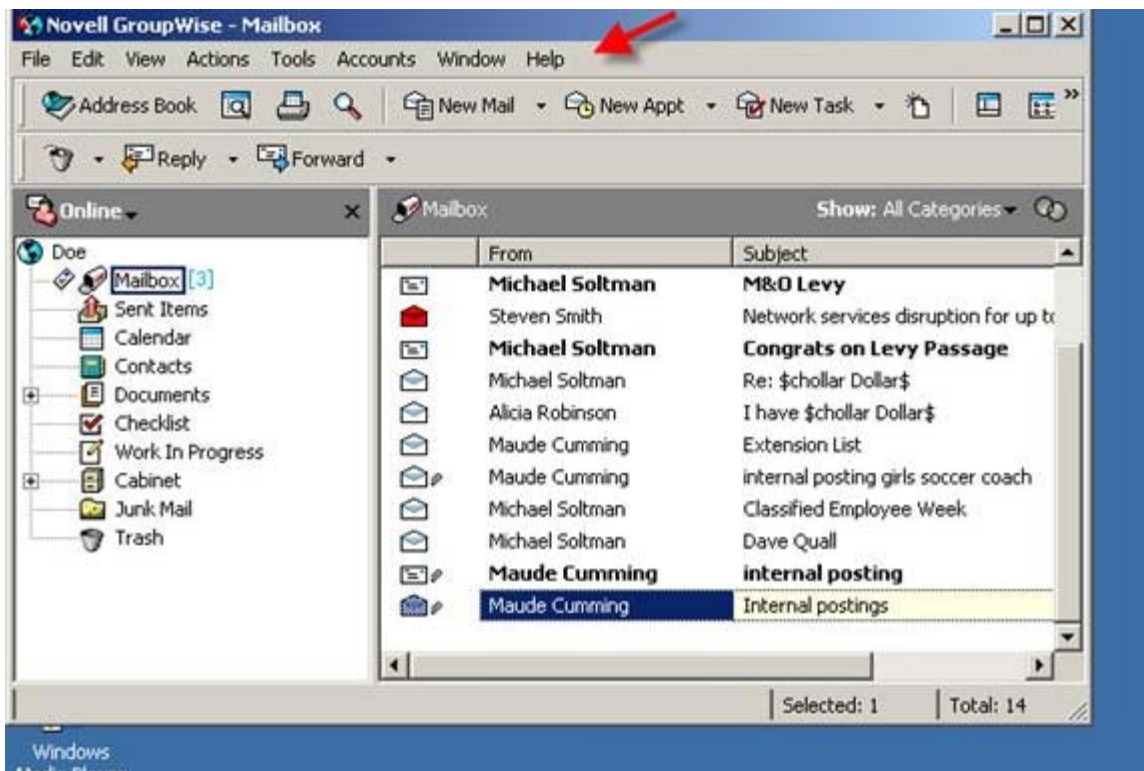 Novell GroupWise - Mailbox
File Edit View Actions Tools Accounts Window Help
Address Book New Mail New Appt New Task
Reply Forward
Online
Mailbox Show: All Categories
Doe
Mailbox [3]
Sent Items
Calendar
Contacts
Documents
Checklist
Work In Progress
Cabinet
Junk Mail
Trash
From Subject
Michael Soltman M&O Levy
Steven Smith Network services disruption for up to
Michael Soltman Congrats on Levy Passage
Michael Soltman Re: $chollar Dollar$
Alicia Robinson I have $chollar Dollar$
Maude Cumming Extension List
Maude Cumming internal posting girls soccer coach
Michael Soltman Classified Employee Week
Michael Soltman Dave Quall
Maude Cumming internal posting
Maude Cumming Internal postings
Selected: 1 Total: 14
Windows